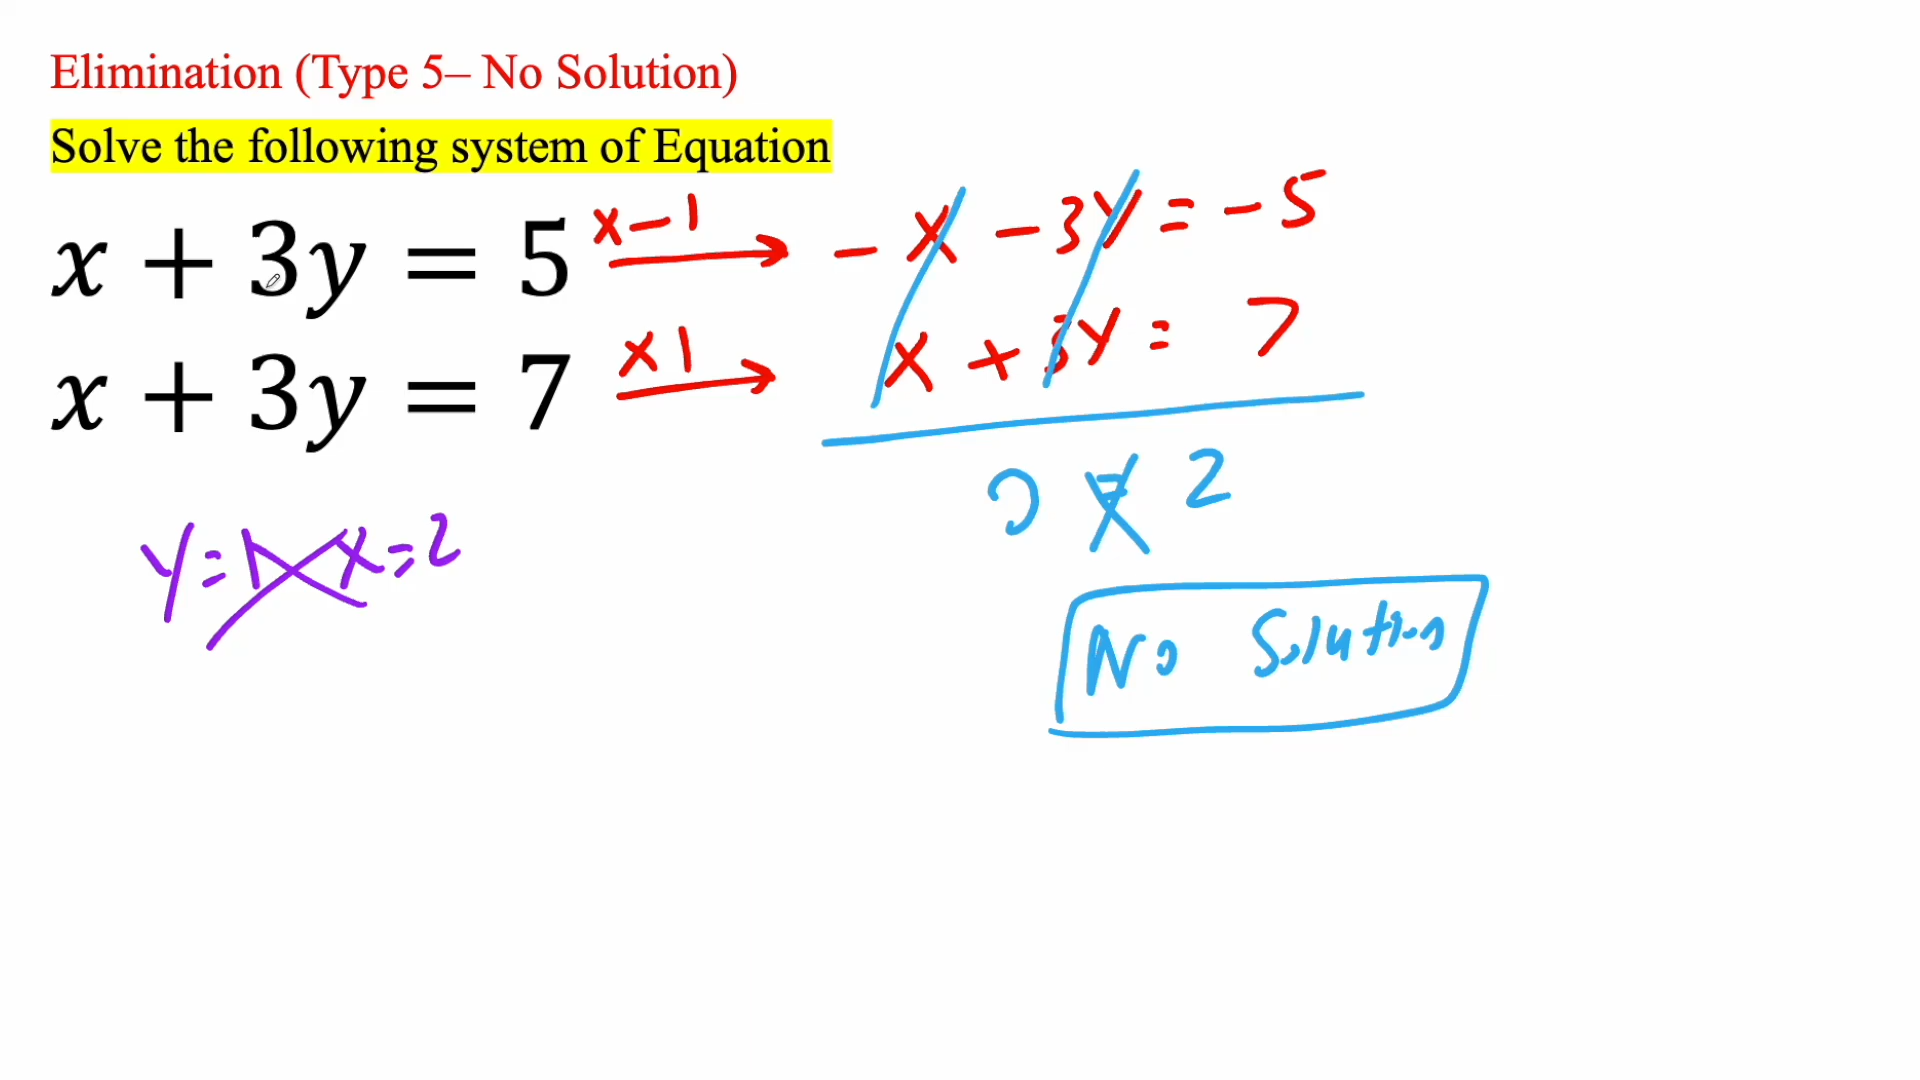 Elimination (Type 5– No Solution)
Solve the following system of Equation
x + 3y = 5 x-1 -x - 3y = -5
x + 3y = 7 x1 x + 3y = 7
0 = 2
y = 1 x = 2
No Solution